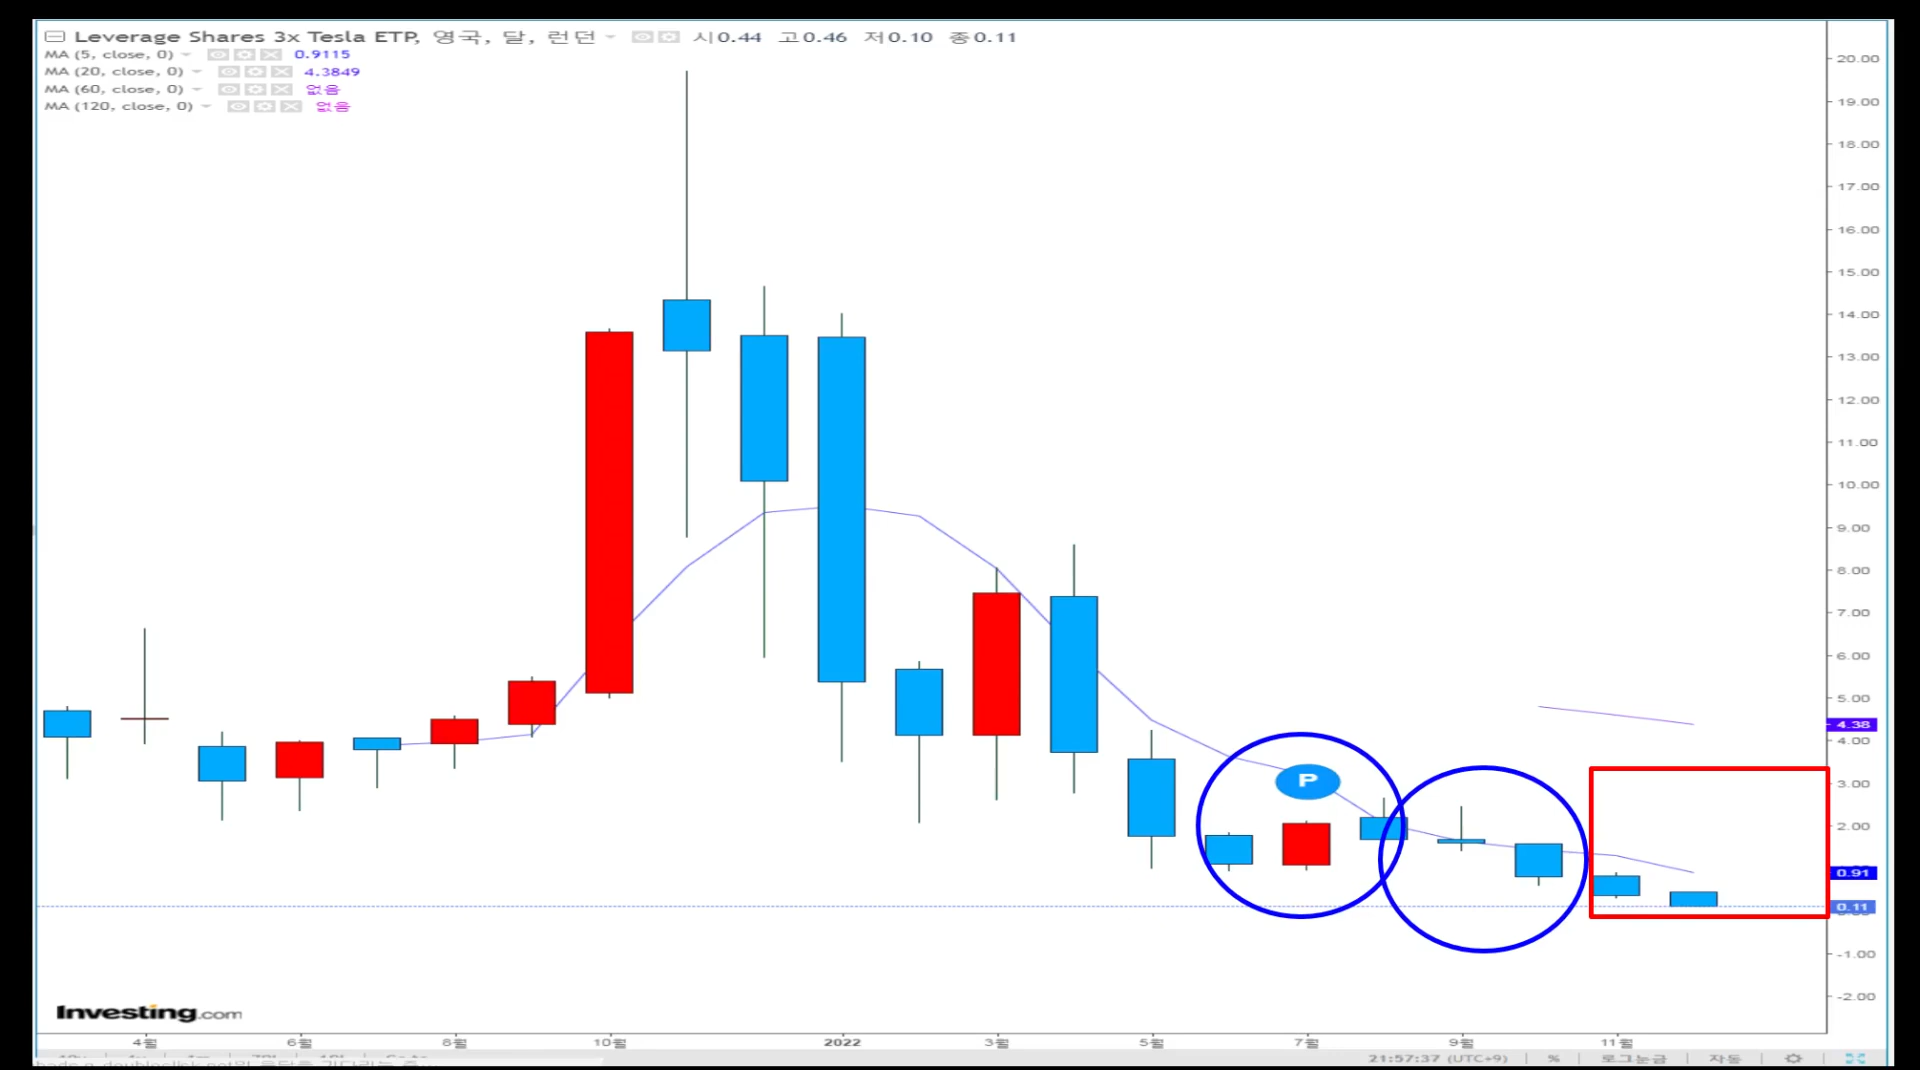 Leverage Shares 3x Tesla ETP, 영국, 달, 런던 시0.44 고0.46 저0.10 종0.11
MA (5, close, 0) 0.9115
MA (20, close, 0) 4.3849
MA (60, close, 0) 없음
MA (120, close, 0) 없음
20.00
19.00
18.00
17.00
16.00
15.00
14.00
13.00
12.00
11.00
10.00
9.00
8.00
7.00
6.00
5.00
4.38
4.00
P
3.00
2.00
0.91
0.11
-1.00
-2.00
Investing.com
4월 6월 8월 10월 2022 3월 5월 7월 9월 11월
21:57:37 (UTC+9) % 로그눈금 자동